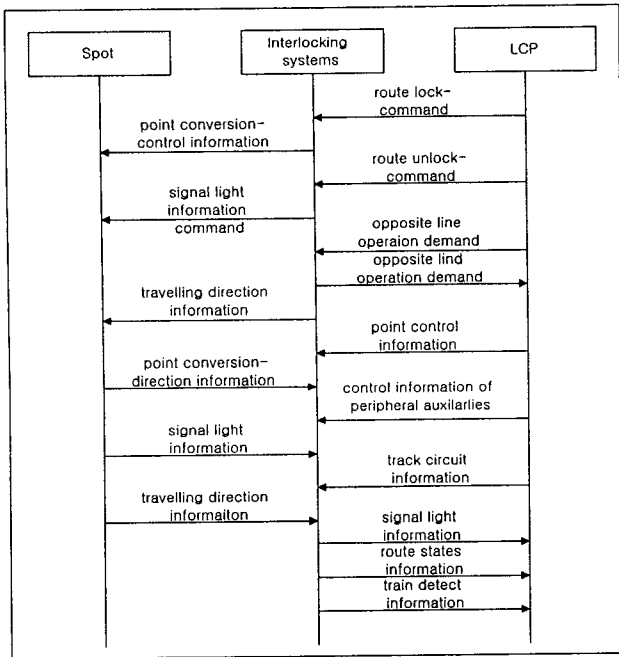 Spot
Interlocking
systems
LCP
route lock-
command
point conversion-
control information
route unlock-
command
signal light
information
command
opposite line
operaion demand
opposite lind
operation demand
travelling direction
information
point control
information
point conversion-
direction information
control information of
peripheral auxilarlies
signal light
information
track circuit
information
travelling direction
informaiton
signal light
information
route states
information
train detect
information